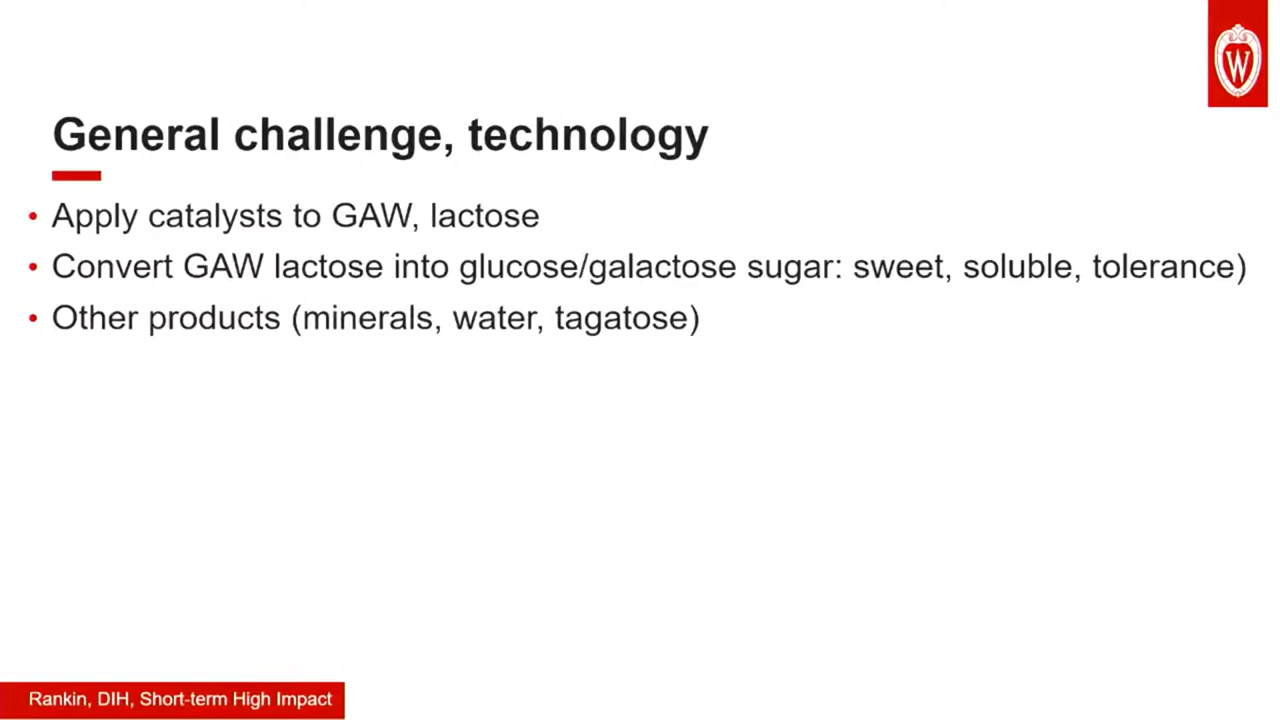 W
General challenge, technology
• Apply catalysts to GAW, lactose
• Convert GAW lactose into glucose/galactose sugar: sweet, soluble, tolerance)
• Other products (minerals, water, tagatose)
Rankin, DIH, Short-term High Impact